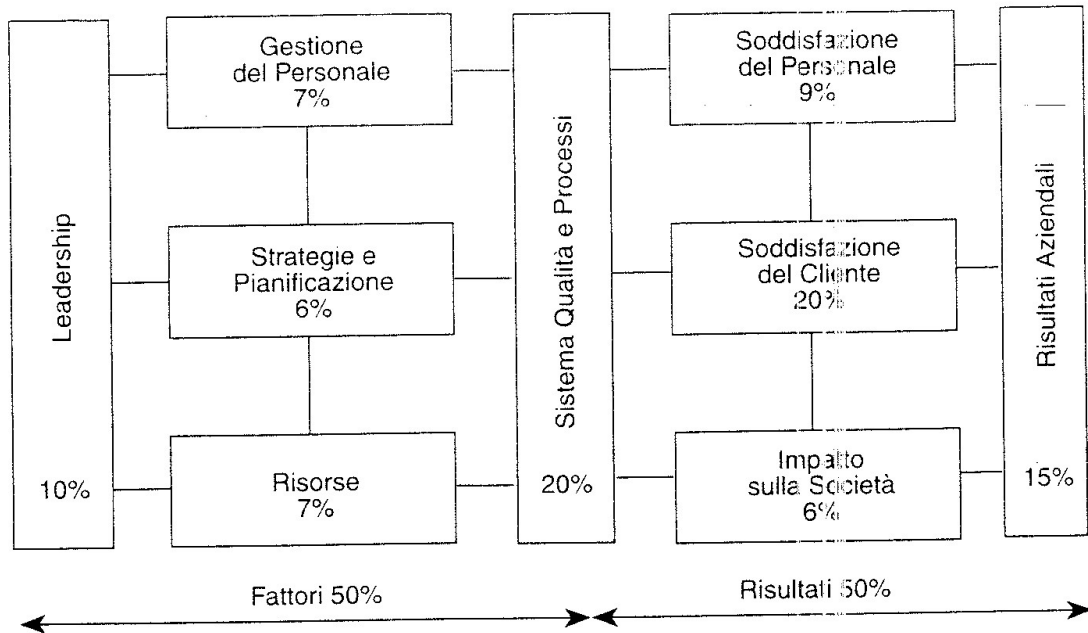 Leadership
10%
Gestione
del Personale
7%
Strategie e
Pianificazione
6%
Risorse
7%
Sistema Qualità e Processi
20%
Soddisfazione
del Personale
9%
Soddisfazione
del Cliente
20%
Impatto
sulla Società
6%
Risultati Aziendali
15%
Fattori 50%
Risultati 50%